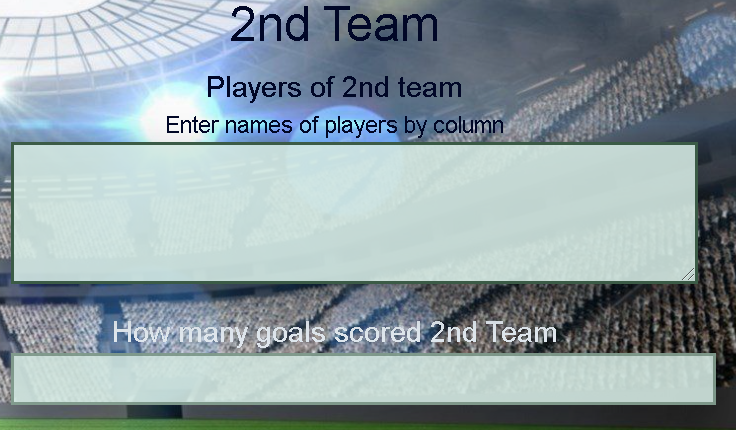 2nd Team
Players of 2nd team
Enter names of players by column
How many goals scored 2nd Team